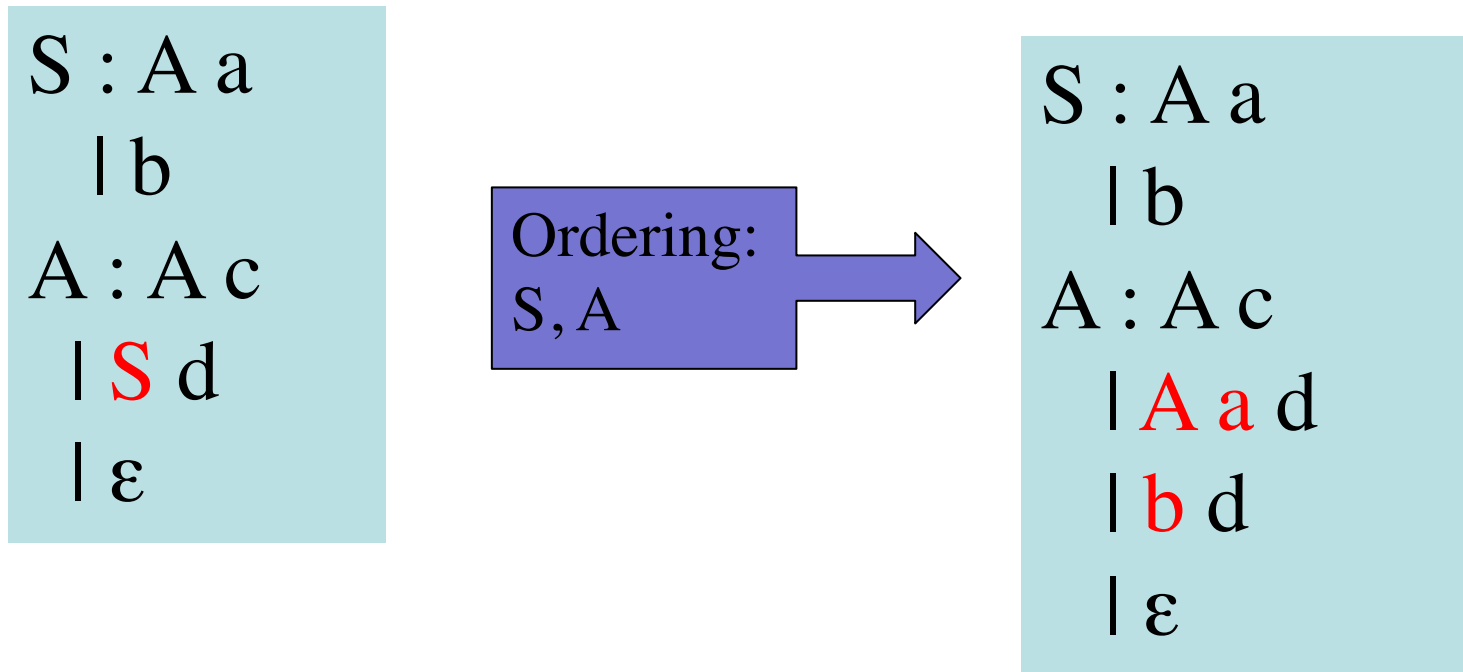 S : A a
| b
A : A c
| S d
| ε
Ordering:
S, A
S : A a
| b
A : A c
| A a d
| b d
| ε